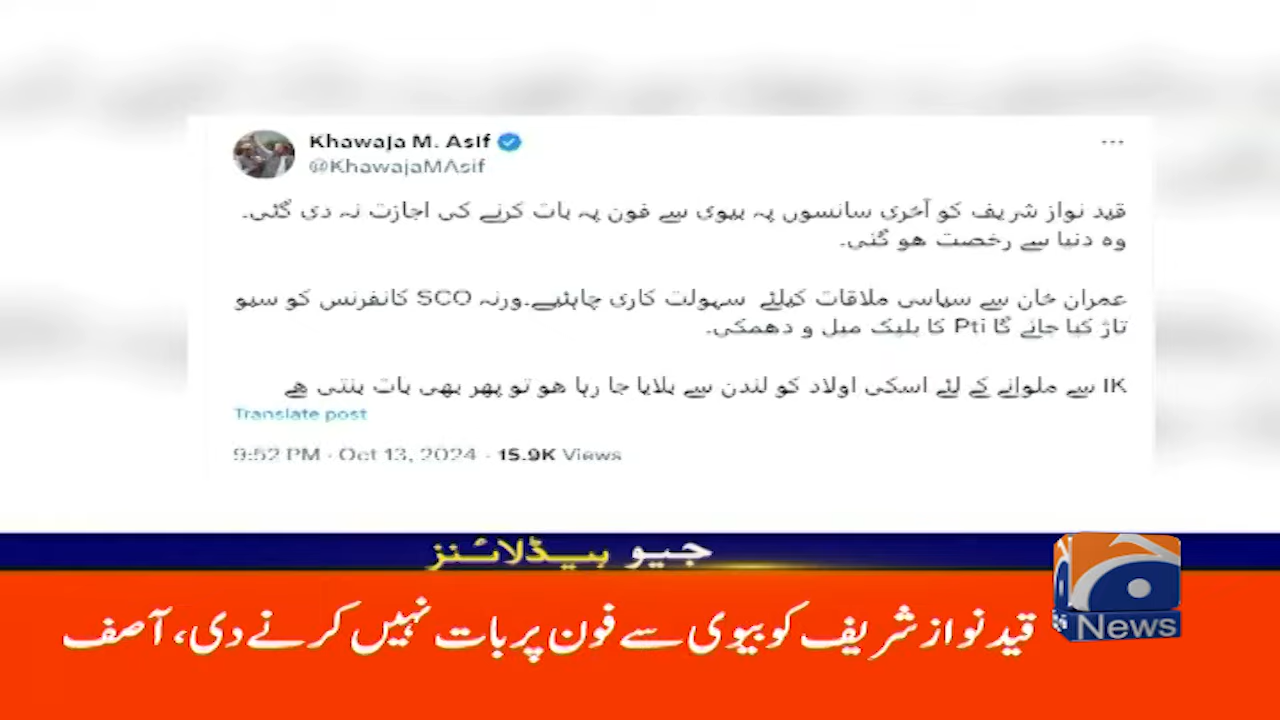 Khawaja M. Asif
@KhawajaMAsif
قید نواز شریف کو آخری سانسوں پہ بیوی سے فون پہ بات کرنے کی اجازت نہ دی گئی۔
وہ دنیا سے رخصت ھو گئی۔
عمران خان سے سیاسی ملاقات کیلئے سہولت کاری چاہئیے۔ورنہ SCO کانفرنس کو سبو
تاژ کیا جائے گا Pti کا بلیک میل و دھمکی۔
IK سے ملوانے کے لئے اسکی اولاد کو لندن سے بلایا جا رہا ھو تو پھر بھی بات بنتی ھے
Translate post
9:52 PM · Oct 13, 2024 · 15.9K Views
جیو ہیڈلائنز
قید نواز شریف کو بیوی سے فون پر بات نہیں کرنے دی، آصف
News